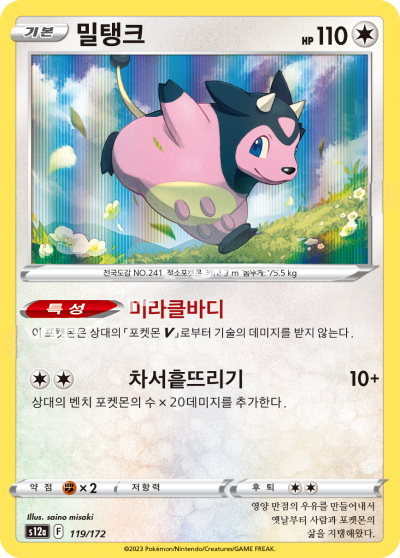 기본 밀탱크 HP 110
전국도감 NO.241 젖소포켓몬 m 75.5 kg
특성 미라클바디
이 포켓몬은 상대의 「포켓몬 V」로부터 기술의 데미지를 받지 않는다.
차서흩뜨리기 10+
상대의 벤치 포켓몬의 수 × 20데미지를 추가한다.
약점 ×2 저항력 후퇴
Illus. saino misaki
s12a F 119/172
영양 만점의 우유를 만들어내서
옛날부터 사람과 포켓몬의
삶을 지탱해왔다.
©2023 Pokémon/Nintendo/Creatures/GAME FREAK.